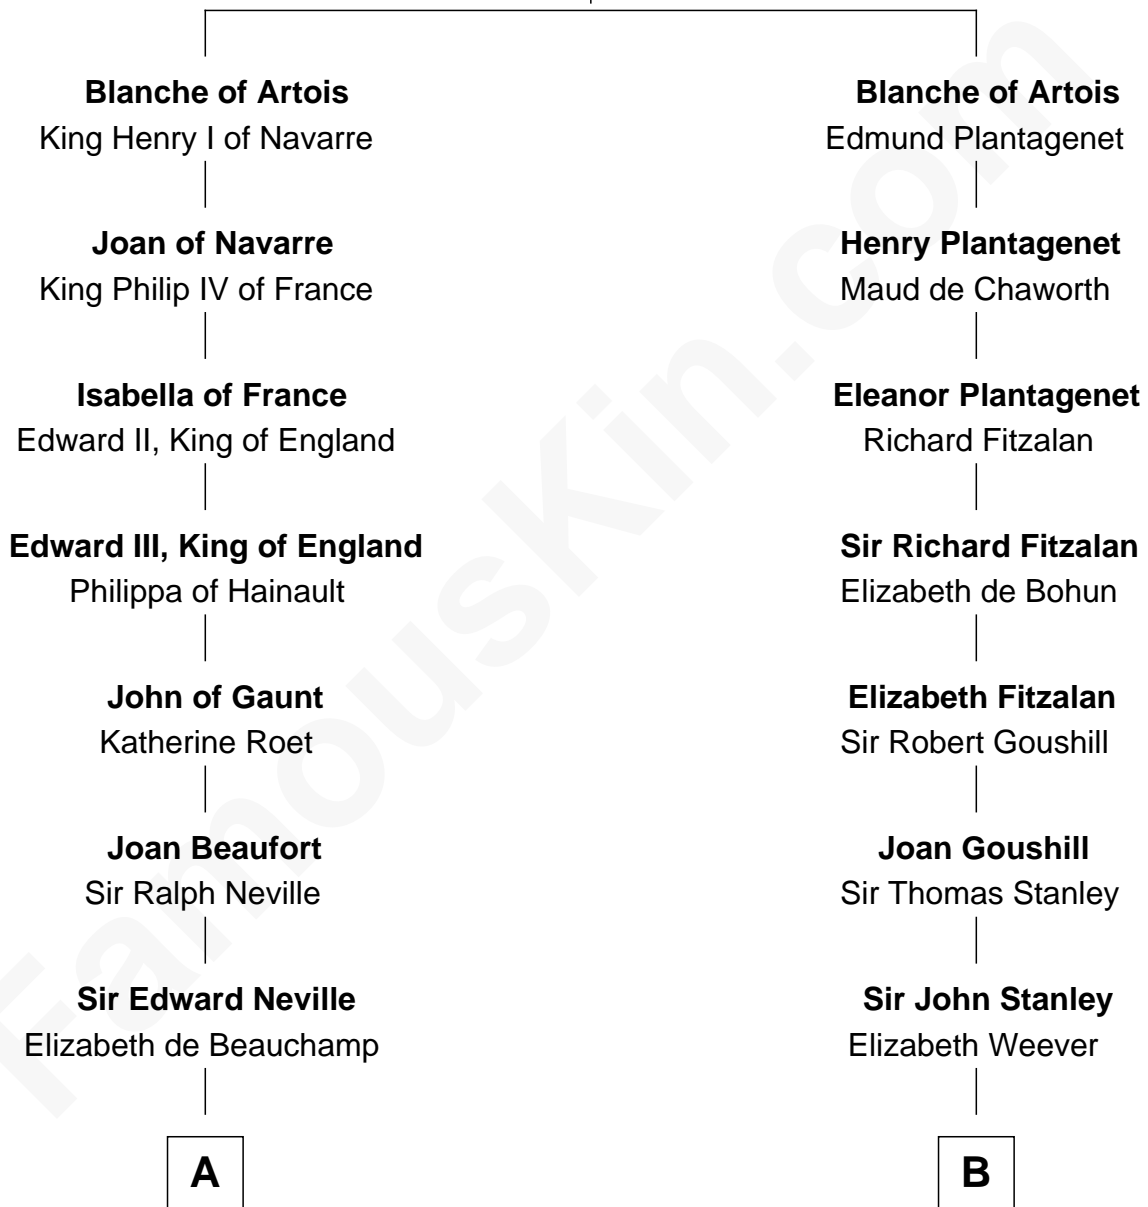 Blanche of Artois
King Henry I of Navarre
Joan of Navarre
King Philip IV of France
Isabella of France
Edward II, King of England
Edward III, King of England
Philippa of Hainault
John of Gaunt
Katherine Roet
Joan Beaufort
Sir Ralph Neville
Sir Edward Neville
Elizabeth de Beauchamp
A
Blanche of Artois
Edmund Plantagenet
Henry Plantagenet
Maud de Chaworth
Eleanor Plantagenet
Richard Fitzalan
Sir Richard Fitzalan
Elizabeth de Bohun
Elizabeth Fitzalan
Sir Robert Goushill
Joan Goushill
Sir Thomas Stanley
Sir John Stanley
Elizabeth Weever
B
FamousKin.com